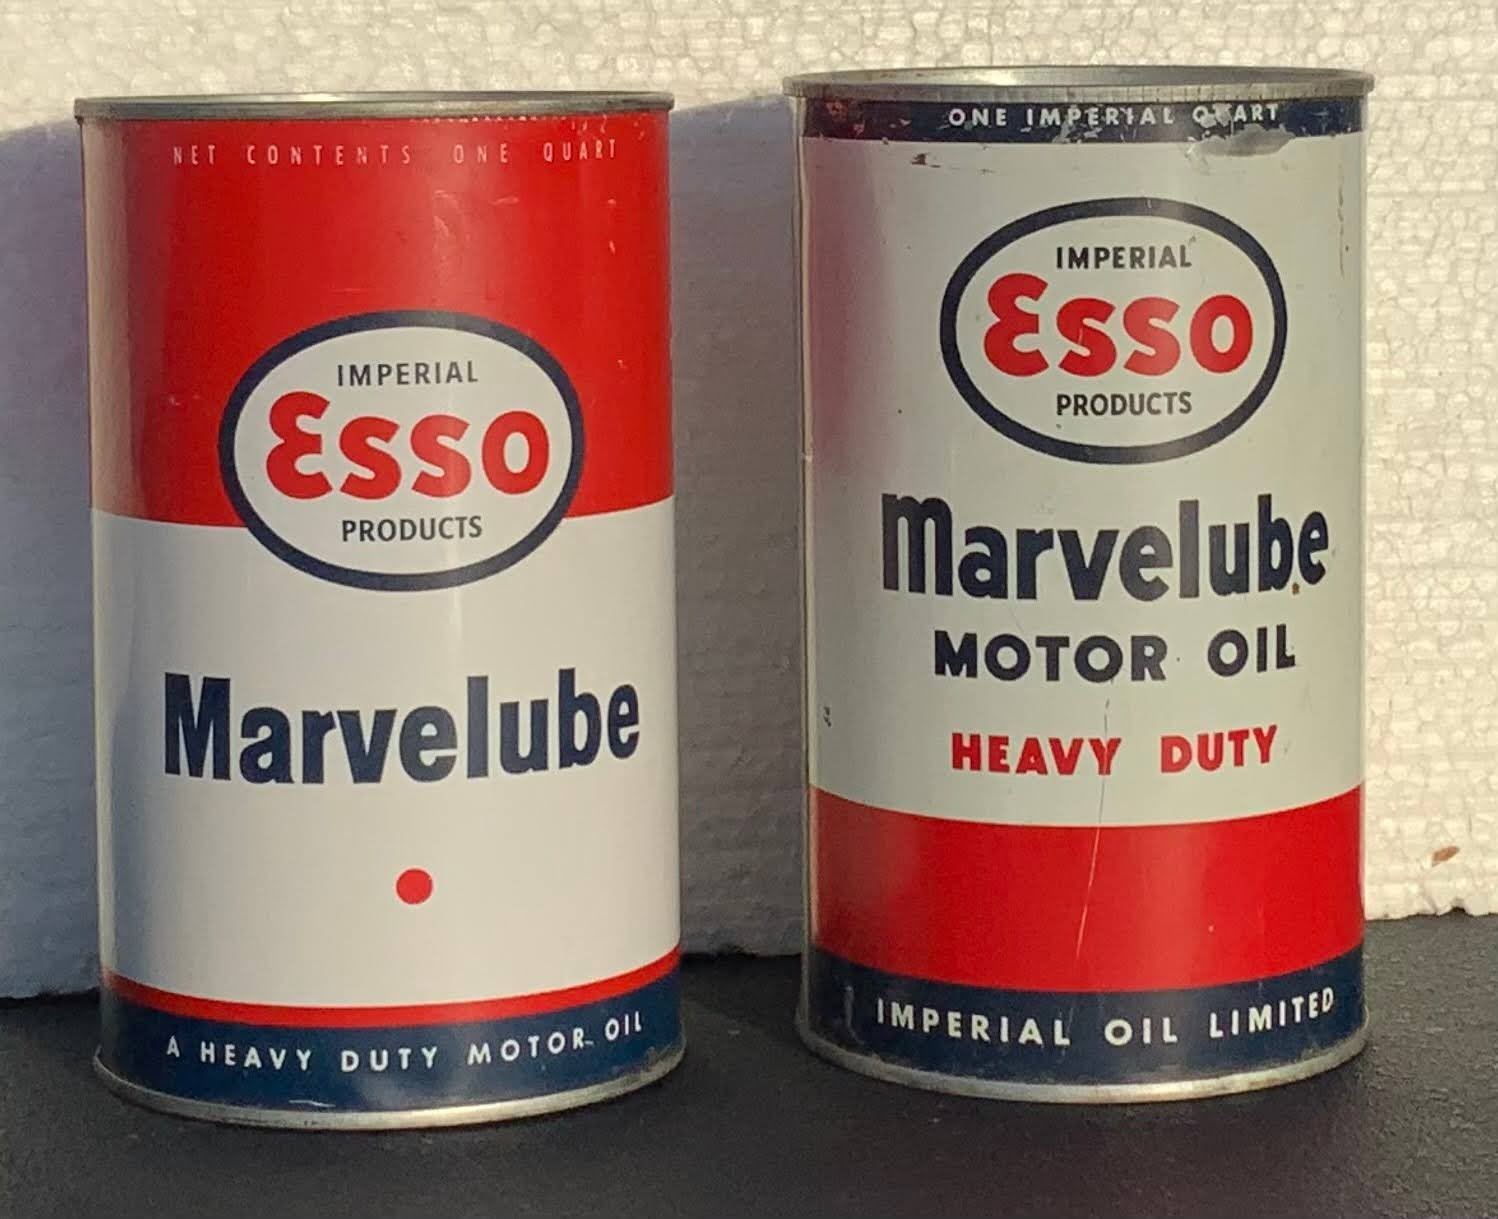 NET CONTENTS ONE QUART
IMPERIAL
Esso
PRODUCTS
Marvelube
A HEAVY DUTY MOTOR OIL
ONE IMPERIAL QUART
IMPERIAL
Esso
PRODUCTS
Marvelube
MOTOR OIL
HEAVY DUTY
IMPERIAL OIL LIMITED